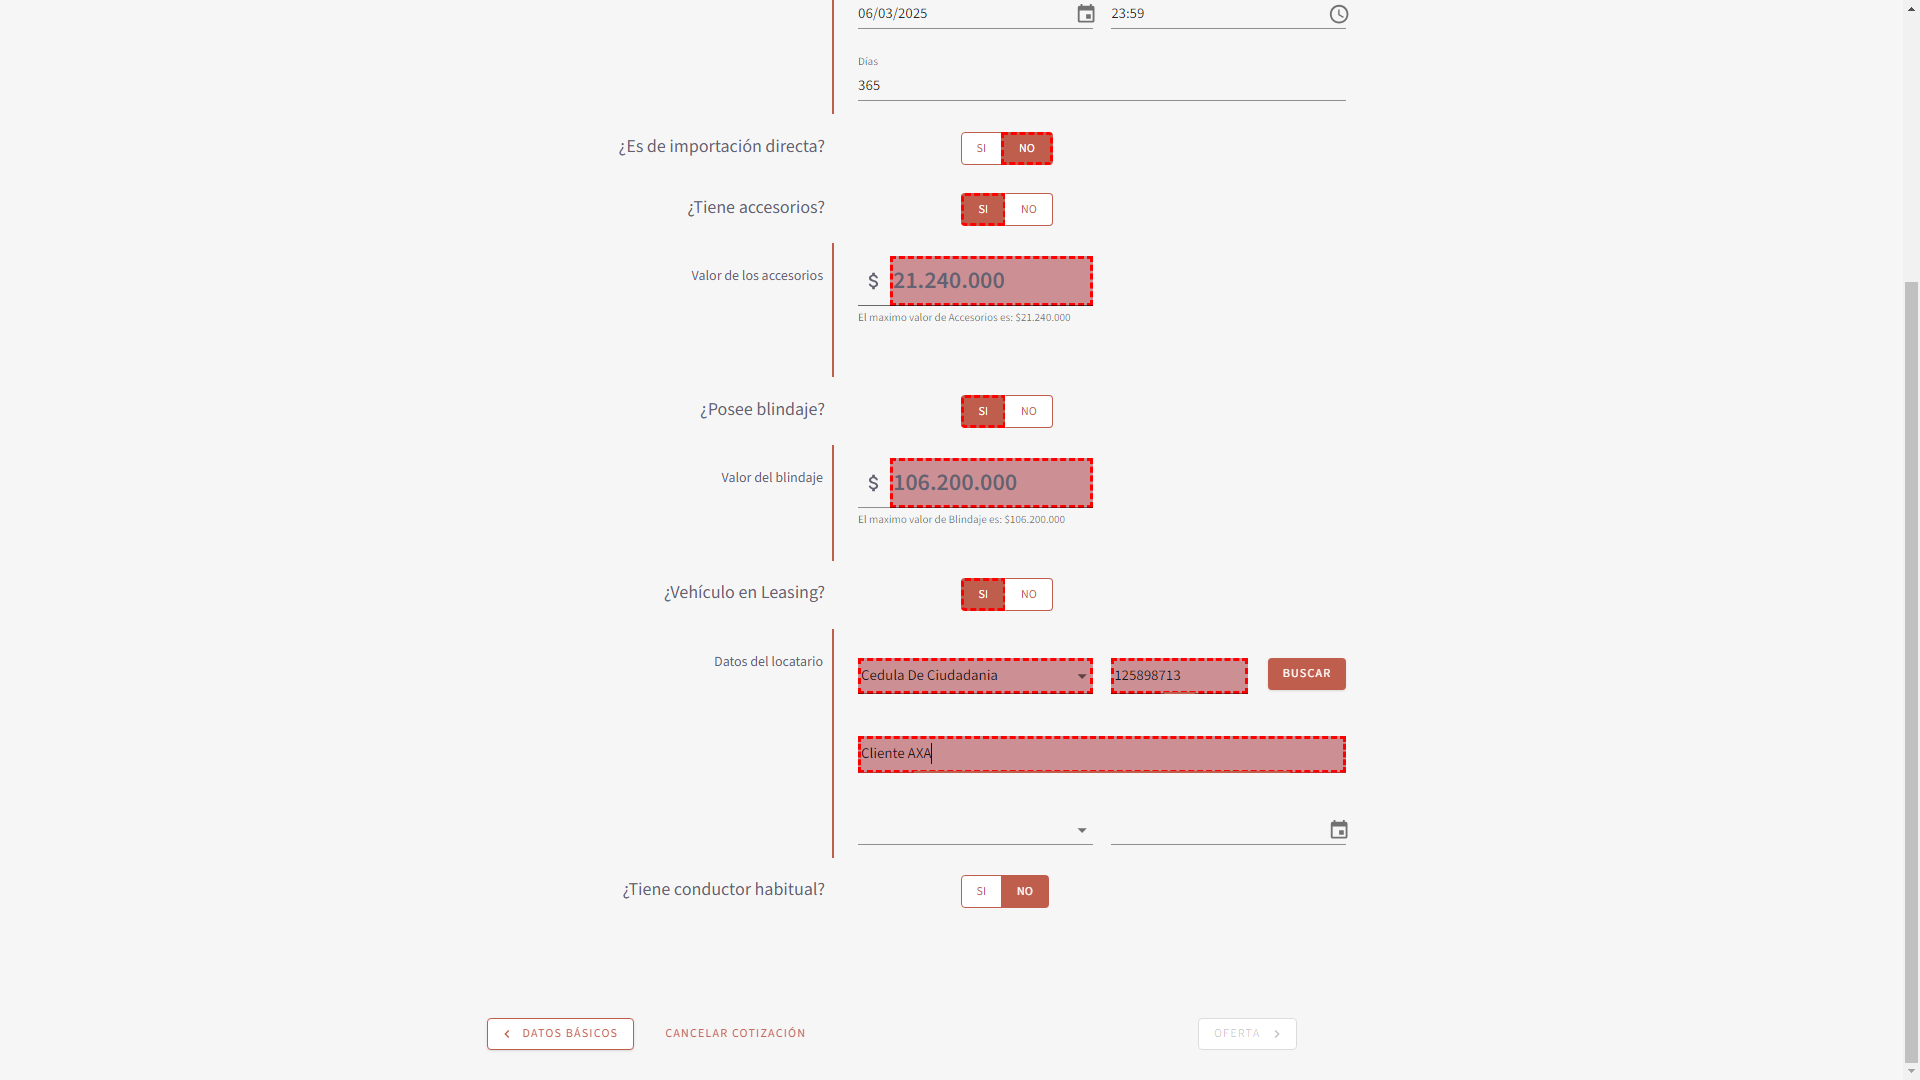 06/03/2025 23:59
Días
365
¿Es de importación directa? SI NO
¿Tiene accesorios? SI NO
Valor de los accesorios $ 21.240.000
El maximo valor de Accesorios es: $21.240.000
¿Posee blindaje? SI NO
Valor del blindaje $ 106.200.000
El maximo valor de Blindaje es: $106.200.000
¿Vehículo en Leasing? SI NO
Datos del locatario Cedula De Ciudadania 125898713 BUSCAR
Cliente AXA
¿Tiene conductor habitual? SI NO
DATOS BÁSICOS CANCELAR COTIZACIÓN OFERTA